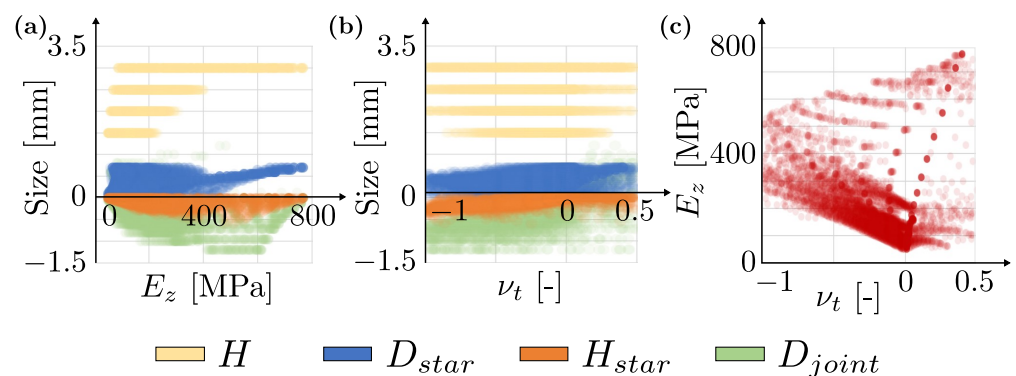 (a)
3.5
0
−1.5
Size [mm]
0 400 800
E_z [MPa]
(b)
3.5
0
−1.5
Size [mm]
−1 0 0.5
ν_t [-]
(c)
800
400
0
E_z [MPa]
−1 0 0.5
ν_t [-]
H D_star H_star D_joint